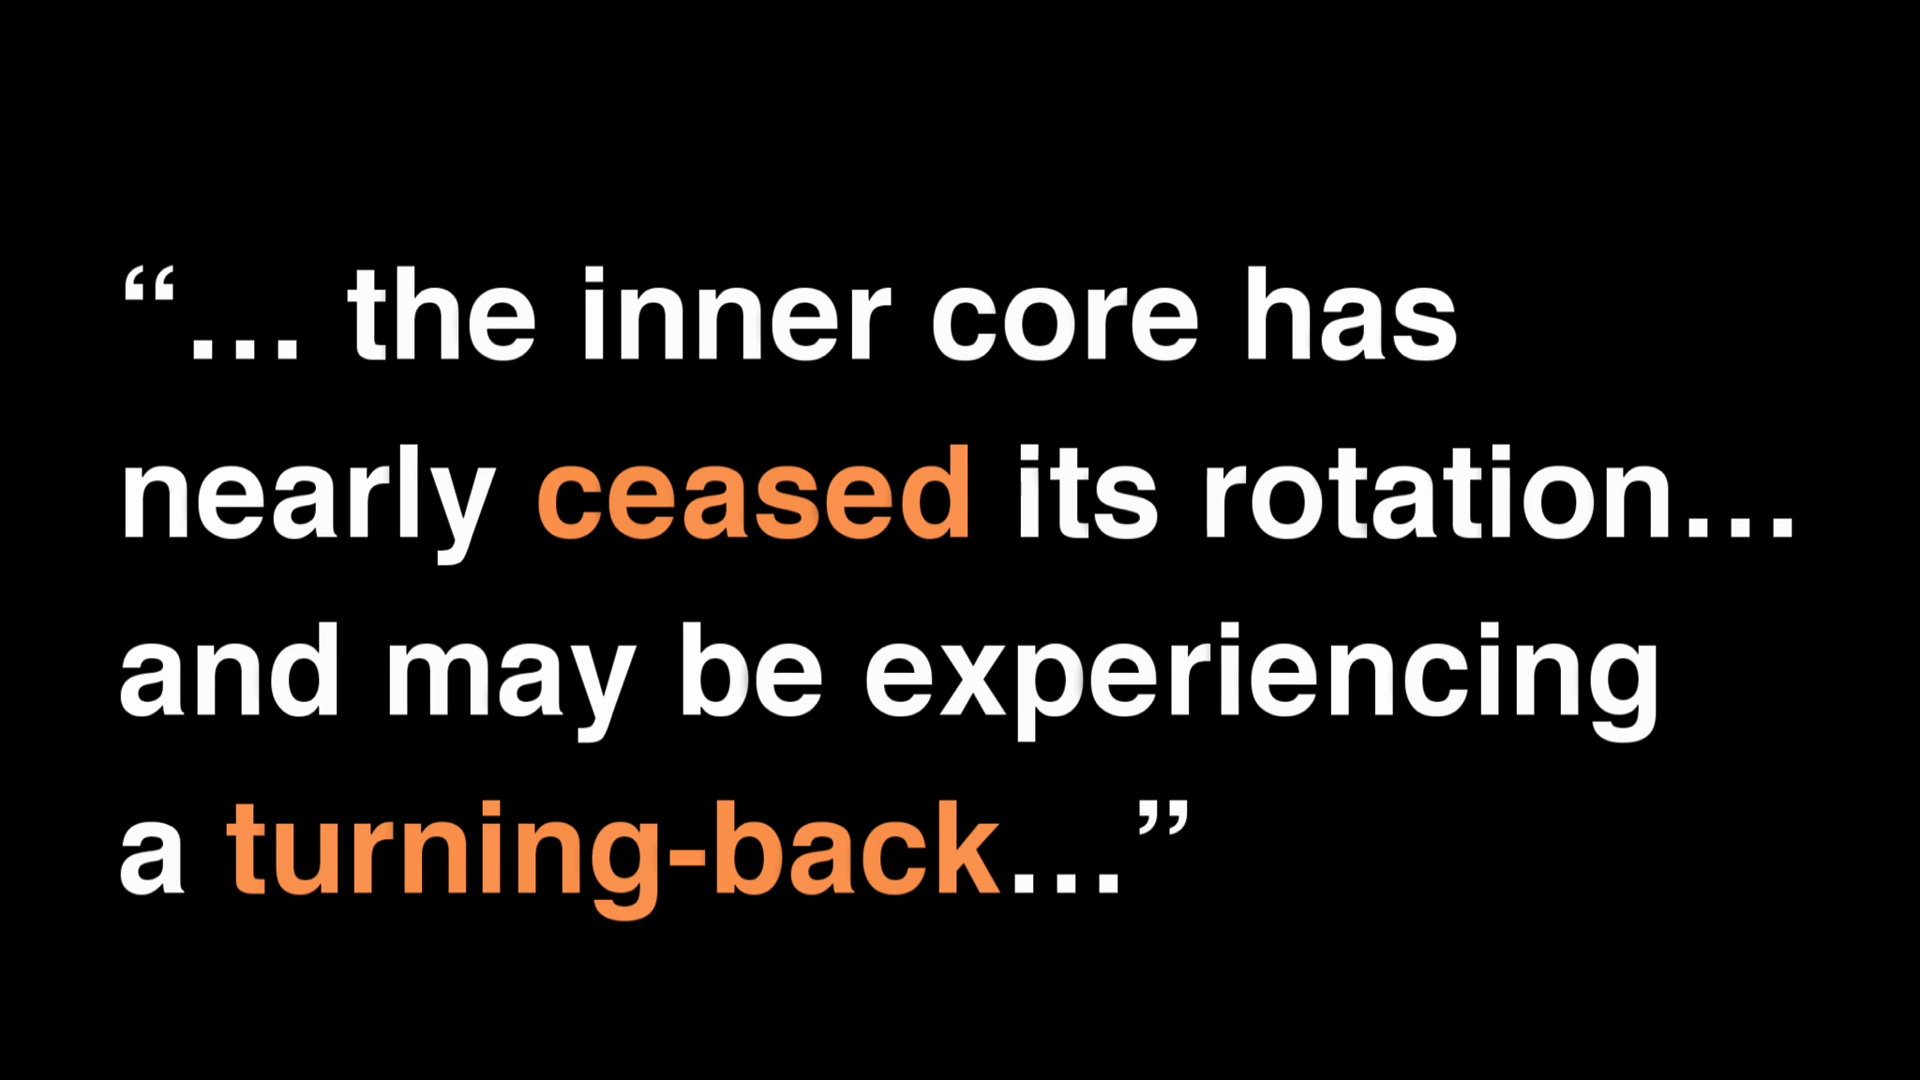 “… the inner core has
nearly ceased its rotation…
and may be experiencing
a turning-back…”